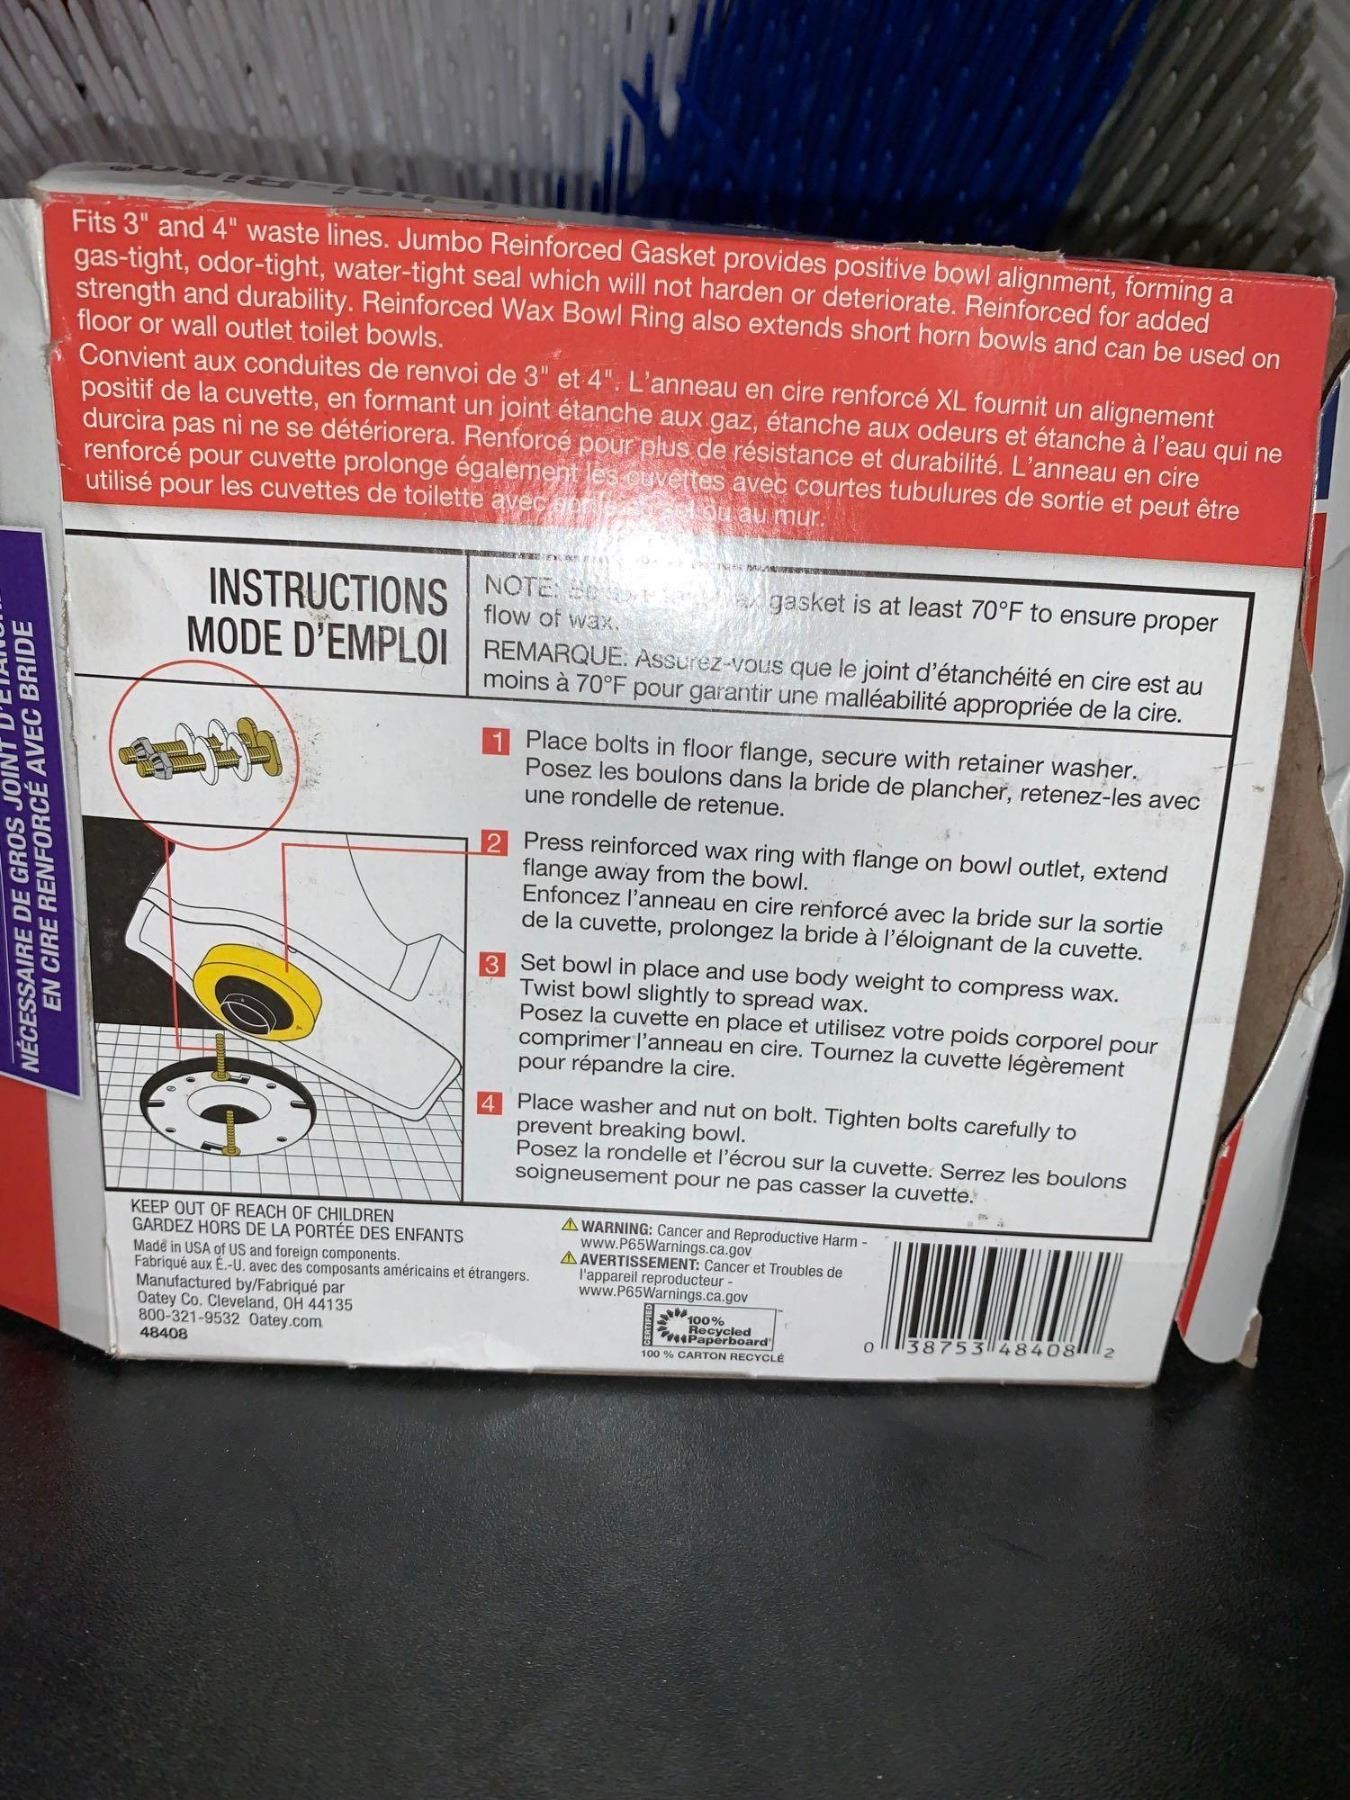 Fits 3" and 4" waste lines. Jumbo Reinforced Gasket provides positive bowl alignment, forming a
gas-tight, odor-tight, water-tight seal which will not harden or deteriorate. Reinforced for added
strength and durability. Reinforced Wax Bowl Ring also extends short horn bowls and can be used on
floor or wall outlet toilet bowls.
Convient aux conduites de renvoi de 3" et 4". L'anneau en cire renforcé XL fournit un alignement
positif de la cuvette, en formant un joint étanche aux gaz, étanche aux odeurs et étanche à l'eau qui ne
durcira pas ni ne se détériorera. Renforcé pour plus de résistance et durabilité. L'anneau en cire
renforcé pour cuvette prolonge également les cuvettes avec courtes tubulures de sortie et peut être
utilisé pour les cuvettes de toilette avec ou au mur.
NÉCESSAIRE DE GROS JOINT
EN CIRE RENFORCÉ AVEC BRIDE
INSTRUCTIONS
MODE D'EMPLOI
NOTE: gasket is at least 70°F to ensure proper
flow of wax.
REMARQUE: Assurez-vous que le joint d'étanchéité en cire est au
moins à 70°F pour garantir une malléabilité appropriée de la cire.
1 Place bolts in floor flange, secure with retainer washer.
Posez les boulons dans la bride de plancher, retenez-les avec
une rondelle de retenue.
2 Press reinforced wax ring with flange on bowl outlet, extend
flange away from the bowl.
Enfoncez l'anneau en cire renforcé avec la bride sur la sortie
de la cuvette, prolongez la bride à l'éloignant de la cuvette.
3 Set bowl in place and use body weight to compress wax.
Twist bowl slightly to spread wax.
Posez la cuvette en place et utilisez votre poids corporel pour
comprimer l'anneau en cire. Tournez la cuvette légèrement
pour répandre la cire.
4 Place washer and nut on bolt. Tighten bolts carefully to
prevent breaking bowl.
Posez la rondelle et l'écrou sur la cuvette. Serrez les boulons
soigneusement pour ne pas casser la cuvette.
KEEP OUT OF REACH OF CHILDREN
GARDEZ HORS DE LA PORTÉE DES ENFANTS
Made in USA of US and foreign components.
Fabriqué aux É.-U. avec des composants américains et étrangers.
Manufactured by/Fabriqué par
Oatey Co. Cleveland, OH 44135
800-321-9532 Oatey.com
48408
WARNING: Cancer and Reproductive Harm -
www.P65Warnings.ca.gov
AVERTISSEMENT: Cancer et Troubles de
l'appareil reproducteur -
www.P65Warnings.ca.gov
CERTIFIED
100%
Recycled
Paperboard
100 % CARTON RECYCLÉ
0 38753 48408 2